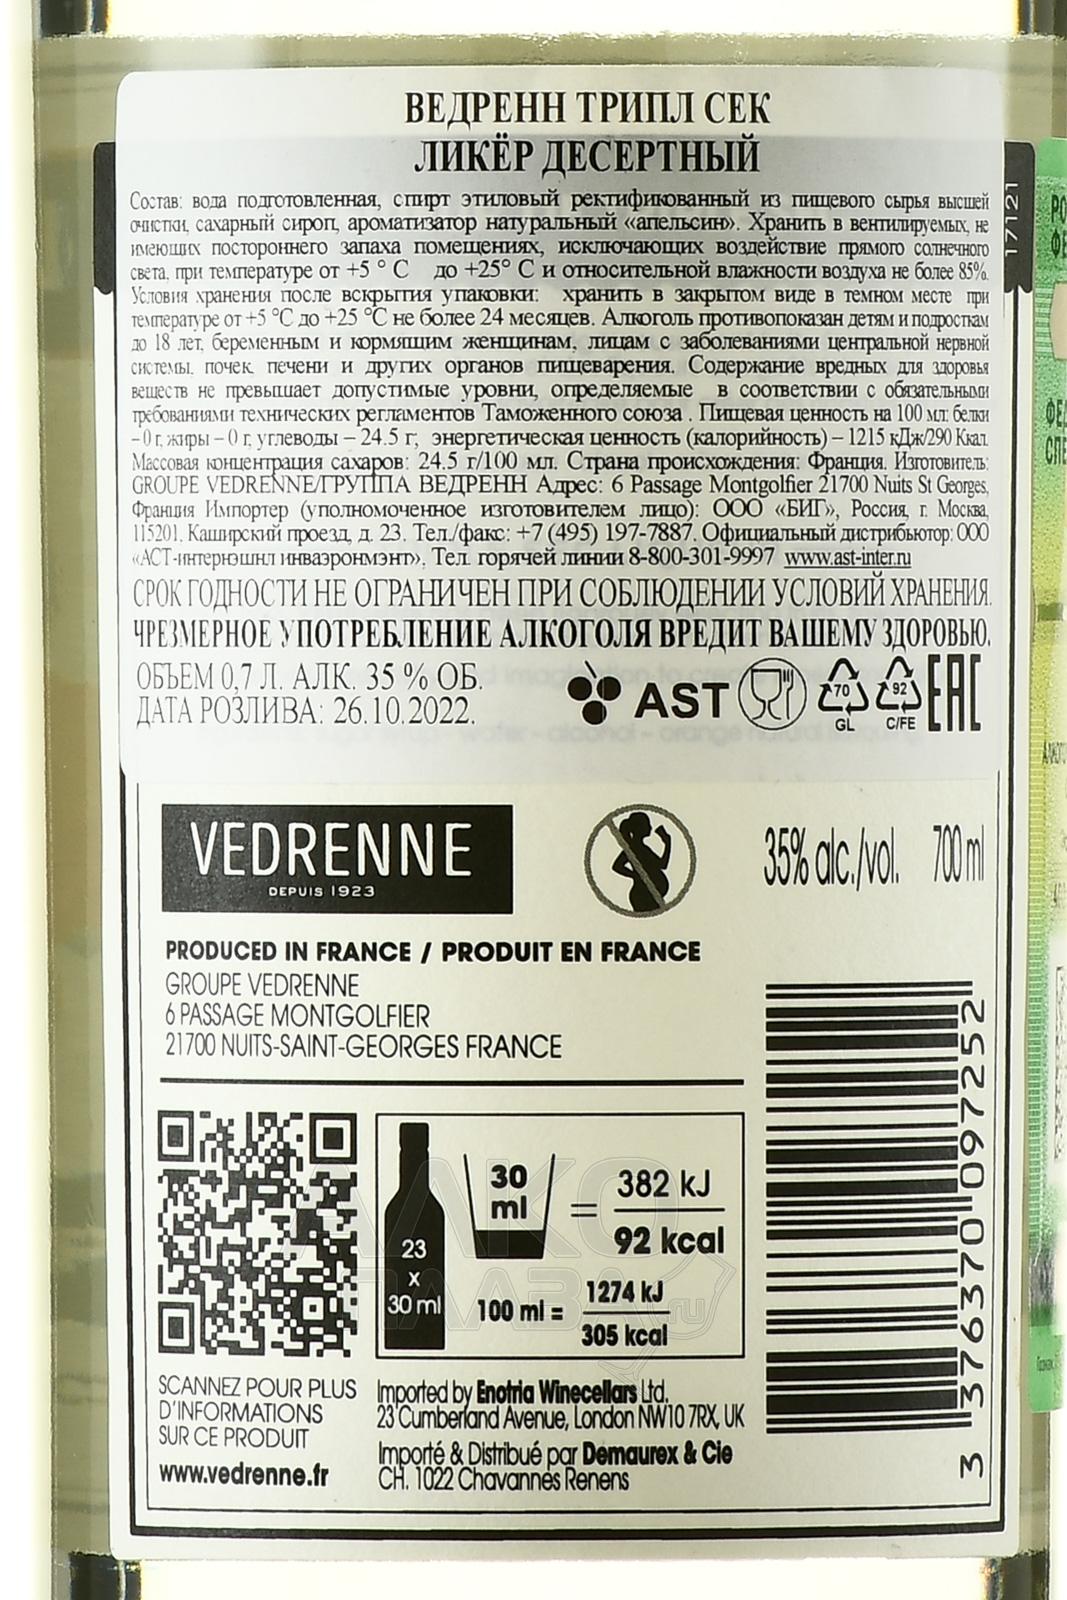 ВЕДРЕНН ТРИПЛ СЕК
ЛИКЁР ДЕСЕРТНЫЙ
Состав: вода подготовленная, спирт этиловый ректификованный из пищевого сырья высшей
очистки, сахарный сироп, ароматизатор натуральный «апельсин». Хранить в вентилируемых, не
имеющих постороннего запаха помещениях, исключающих воздействие прямого солнечного
света, при температуре от +5 ° С до +25° С и относительной влажности воздуха не более 85%.
Условия хранения после вскрытия упаковки: хранить в закрытом виде в темном месте при
температуре от +5 °С до +25 °С не более 24 месяцев. Алкоголь противопоказан детям и подросткам
до 18 лет, беременным и кормящим женщинам, лицам с заболеваниями центральной нервной
системы, почек, печени и других органов пищеварения. Содержание вредных для здоровья
веществ не превышает допустимые уровни, определяемые в соответствии с обязательными
требованиями технических регламентов Таможенного союза . Пищевая ценность на 100 мл: белки
– 0 г, жиры – 0 г, углеводы – 24.5 г; энергетическая ценность (калорийность) – 1215 кДж/290 Ккал.
Массовая концентрация сахаров: 24.5 г/100 мл. Страна происхождения: Франция. Изготовитель:
GROUPE VEDRENNE/ГРУППА ВЕДРЕНН Адрес: 6 Passage Montgolfier 21700 Nuits St Georges,
Франция Импортер (уполномоченное изготовителем лицо): ООО «БИГ», Россия, г. Москва,
115201, Каширский проезд, д. 23. Тел./факс: +7 (495) 197-7887. Официальный дистрибьютор: ООО
«АСТ-интернэшнл инваэронмэнт», Тел. горячей линии 8-800-301-9997 www.ast-inter.ru
СРОК ГОДНОСТИ НЕ ОГРАНИЧЕН ПРИ СОБЛЮДЕНИИ УСЛОВИЙ ХРАНЕНИЯ.
ЧРЕЗМЕРНОЕ УПОТРЕБЛЕНИЕ АЛКОГОЛЯ ВРЕДИТ ВАШЕМУ ЗДОРОВЬЮ.
ОБЪЕМ 0,7 Л. АЛК. 35 % ОБ.
ДАТА РОЗЛИВА: 26.10.2022.
AST
70
GL
92
C/FE
EAC
17121
VEDRENNE
DEPUIS 1923
35% alc./vol. 700 ml
PRODUCED IN FRANCE / PRODUIT EN FRANCE
GROUPE VEDRENNE
6 PASSAGE MONTGOLFIER
21700 NUITS-SAINT-GEORGES FRANCE
23
x
30 ml
30
ml
=
382 kJ
92 kcal
100 ml =
1274 kJ
305 kcal
SCANNEZ POUR PLUS
D'INFORMATIONS
SUR CE PRODUIT
www.vedrenne.fr
Imported by Enotria Winecellars Ltd.
23 Cumberland Avenue, London NW10 7RX, UK
Importé & Distribué par Demaurex & Cie
CH. 1022 Chavannes Renens
3 376370 097252